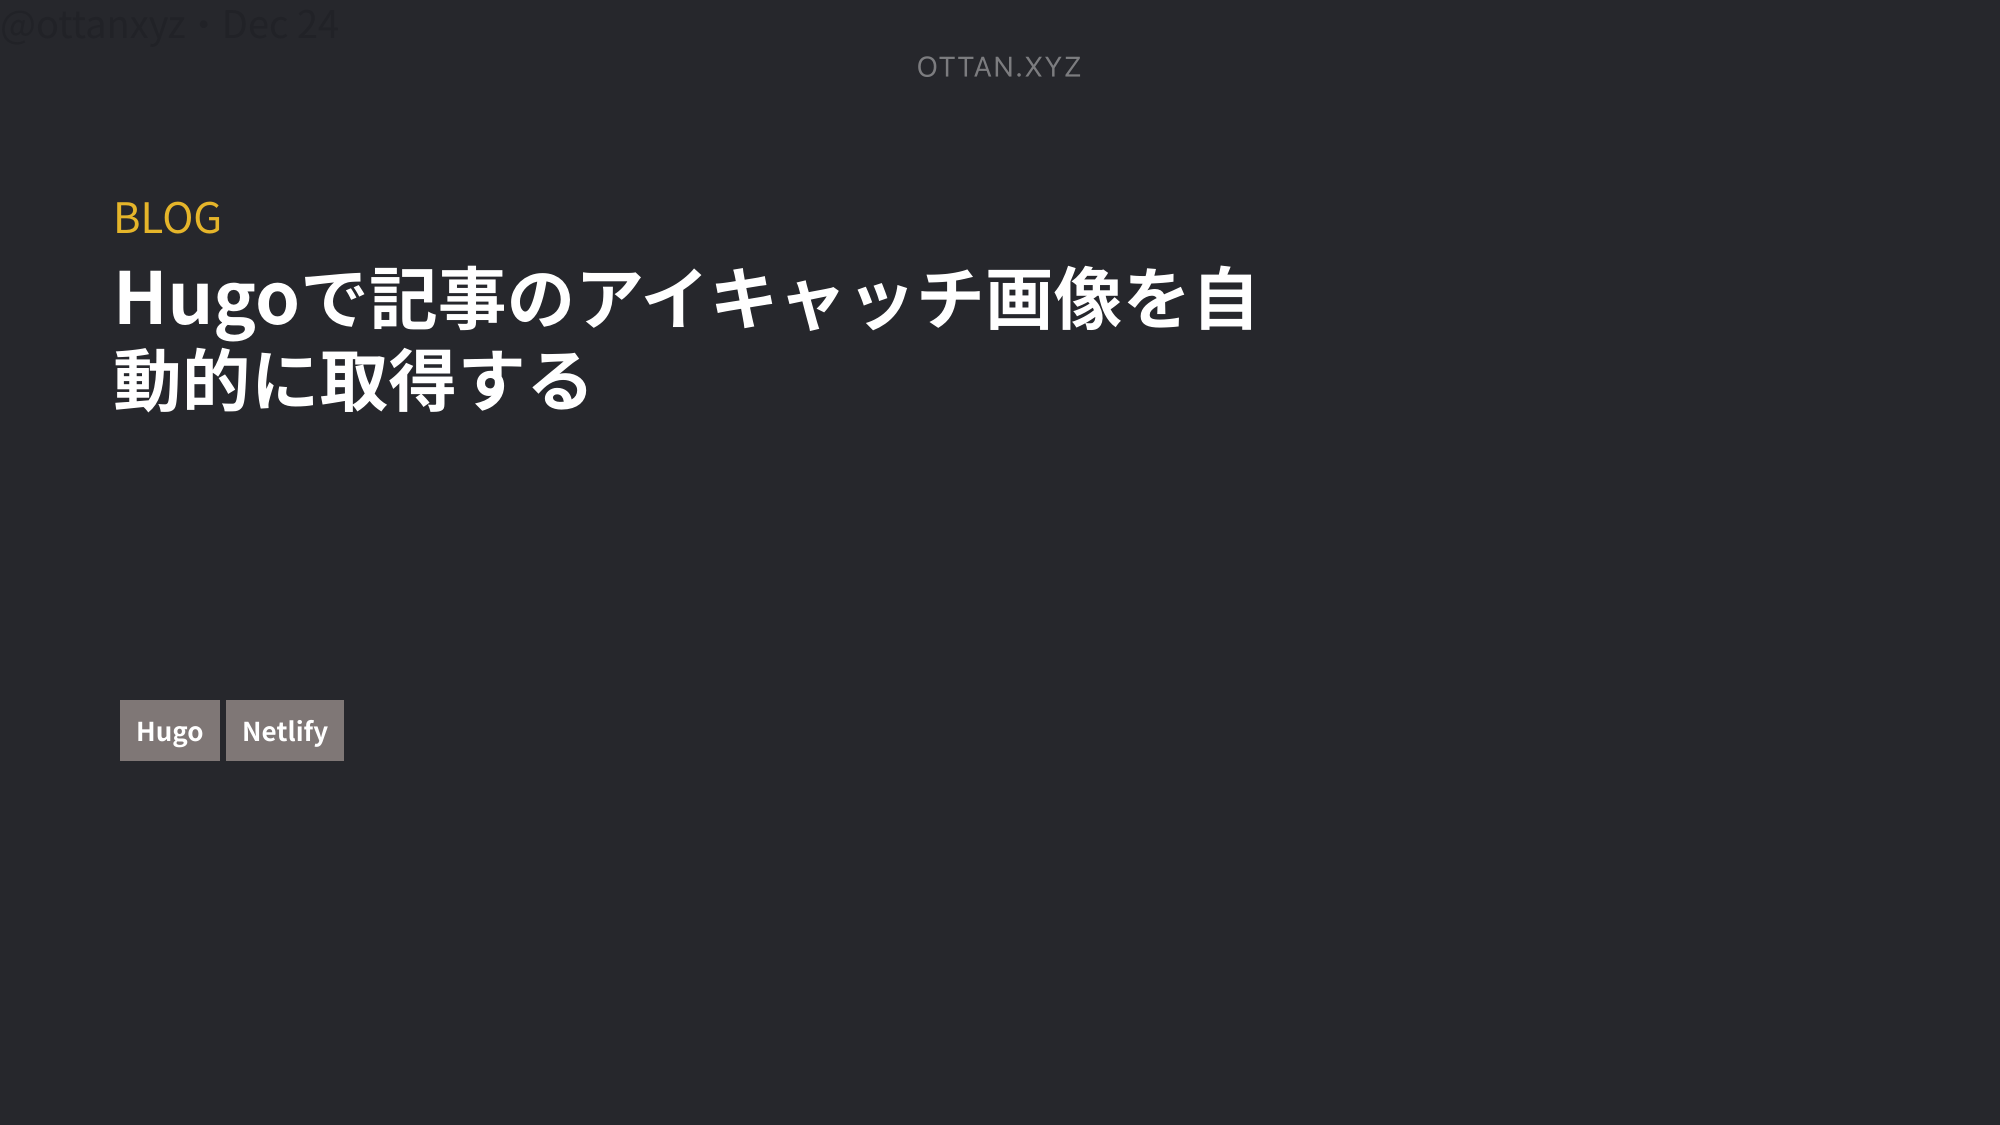 @ottanxyz・Dec 24
OTTAN.XYZ
BLOG
Hugoで記事のアイキャッチ画像を自
動的に取得する
Hugo Netlify